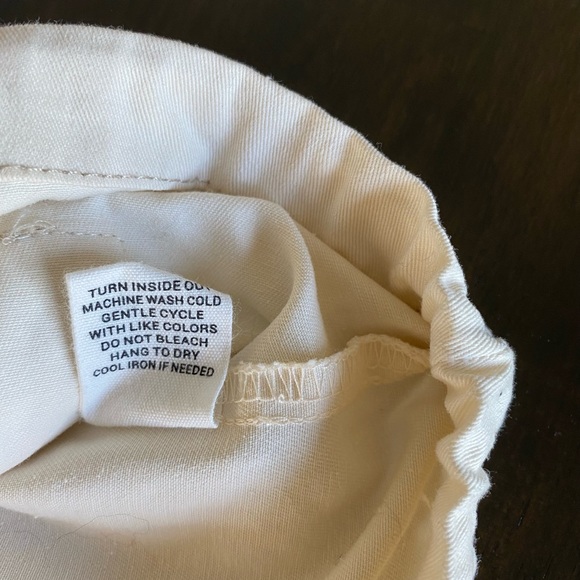 TURN INSIDE OUT
MACHINE WASH COLD
GENTLE CYCLE
WITH LIKE COLORS
DO NOT BLEACH
HANG TO DRY
COOL IRON IF NEEDED